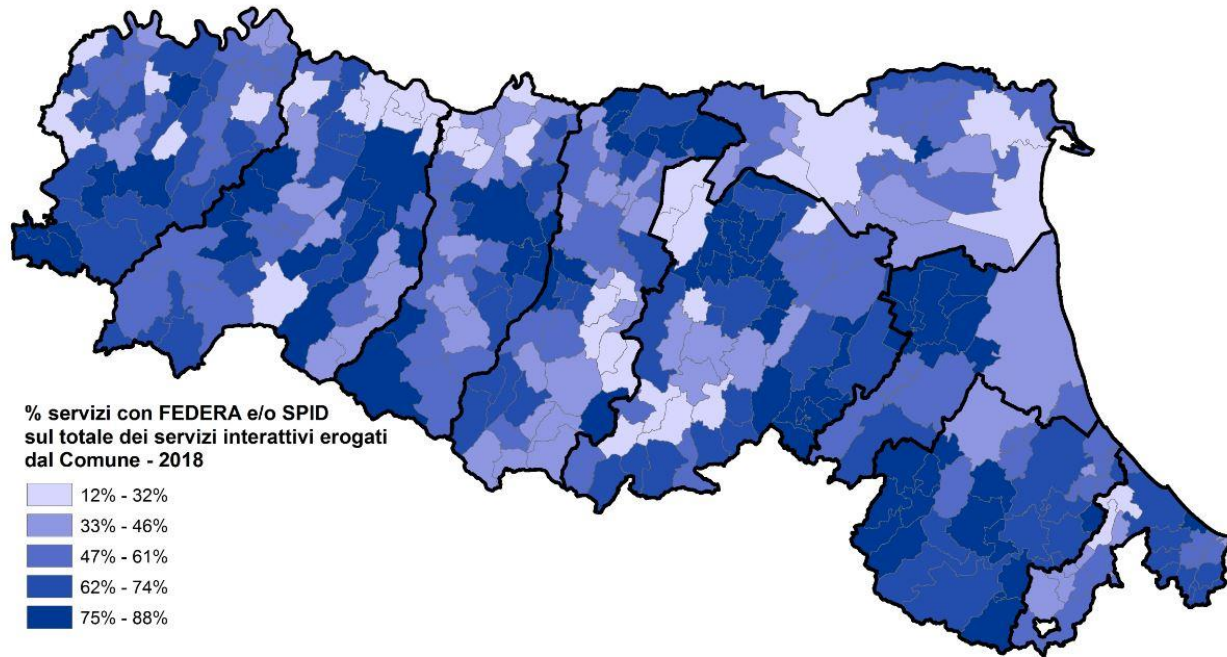 % servizi con FEDERA e/o SPID
sul totale dei servizi interattivi erogati
dal Comune - 2018
12% - 32%
33% - 46%
47% - 61%
62% - 74%
75% - 88%